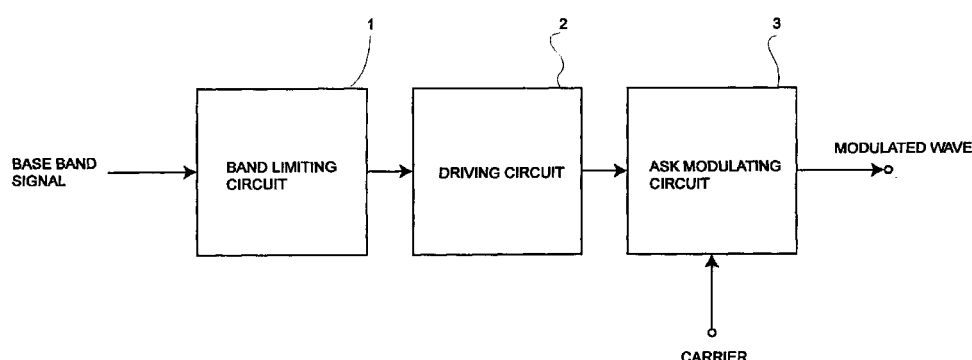 1
2
3
BASE BAND
SIGNAL
BAND LIMITING
CIRCUIT
DRIVING CIRCUIT
ASK MODULATING
CIRCUIT
MODULATED WAVE
CARRIER